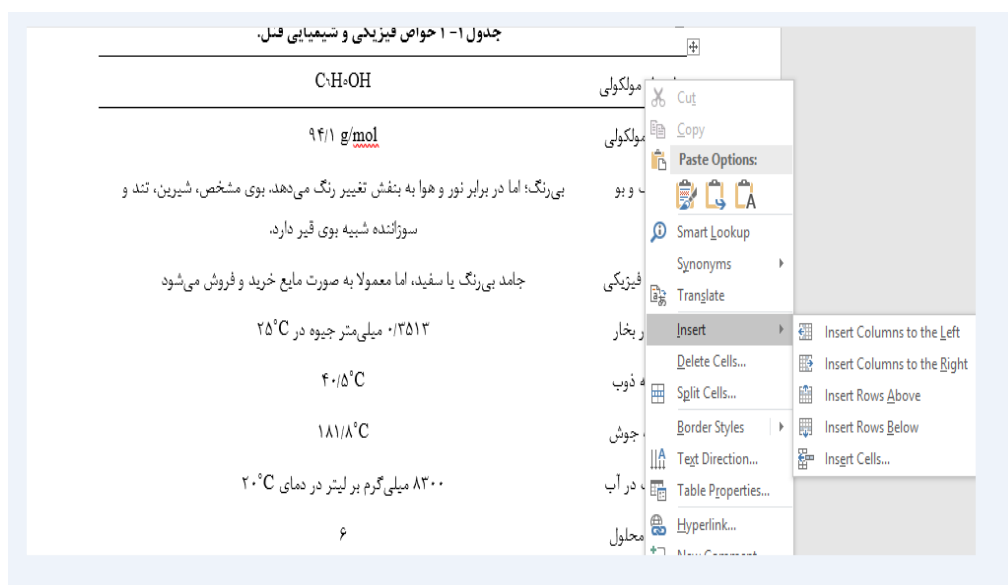 جدول ۱-۱ خواص فیزیکی و شیمیایی فنل.
مولکولی C۶H۵OH
مولکولی ۹۴/۱ g/mol
و بو بی‌رنگ؛ اما در برابر نور و هوا به بنفش تغییر رنگ می‌دهد. بوی مشخص، شیرین، تند و
سوزاننده شبیه بوی قیر دارد.
فیزیکی جامد بی‌رنگ یا سفید، اما معمولا به صورت مایع خرید و فروش می‌شود
بخار ۰/۳۵۱۳ میلی‌متر جیوه در ۲۵°C
ذوب ۴۰/۵°C
جوش ۱۸۱/۸°C
در آب ۸۳۰۰ میلی‌گرم بر لیتر در دمای ۲۰°C
محلول ۶
Cut
Copy
Paste Options:
Smart Lookup
Synonyms
Translate
Insert
Delete Cells...
Split Cells...
Border Styles
Text Direction...
Table Properties...
Hyperlink...
New Comment
Insert Columns to the Left
Insert Columns to the Right
Insert Rows Above
Insert Rows Below
Insert Cells...